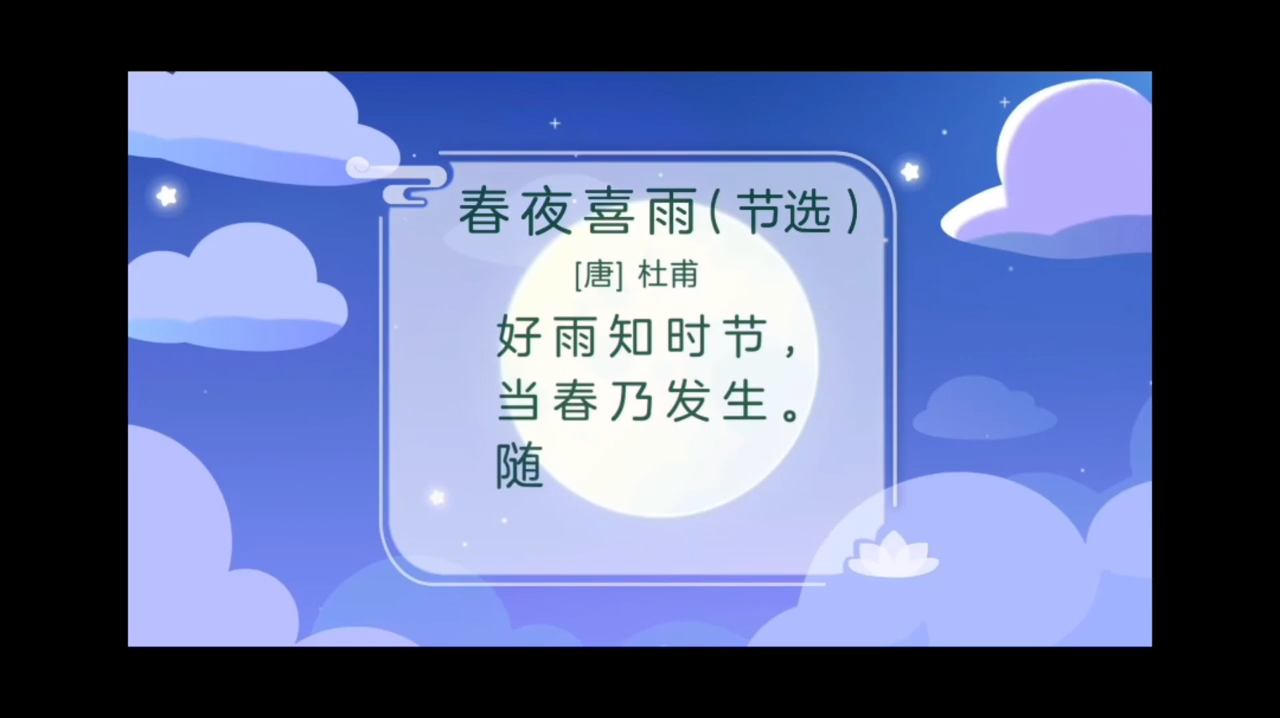 春夜喜雨(节选)
[唐] 杜甫
好雨知时节，
当春乃发生。
随